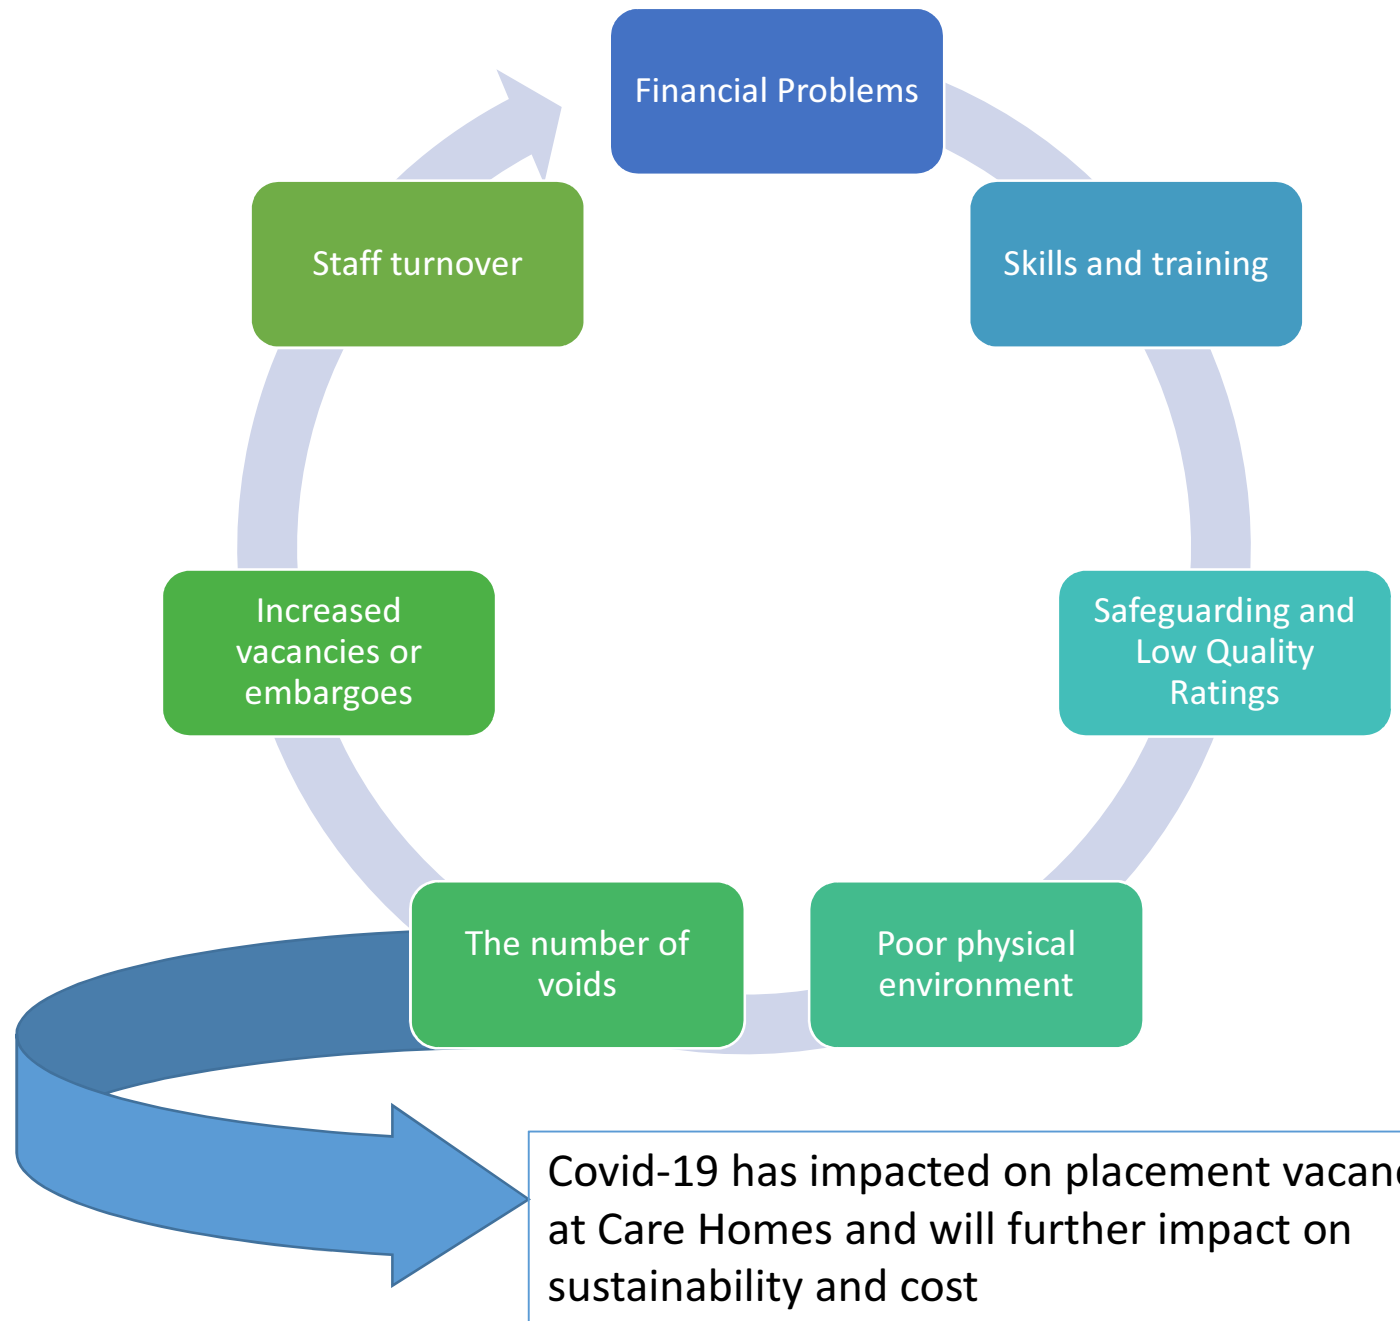 Financial Problems
Skills and training
Safeguarding and
Low Quality
Ratings
Poor physical
environment
The number of
voids
Increased
vacancies or
embargoes
Staff turnover
Covid-19 has impacted on placement
at Care Homes and will further impact on
sustainability and cost